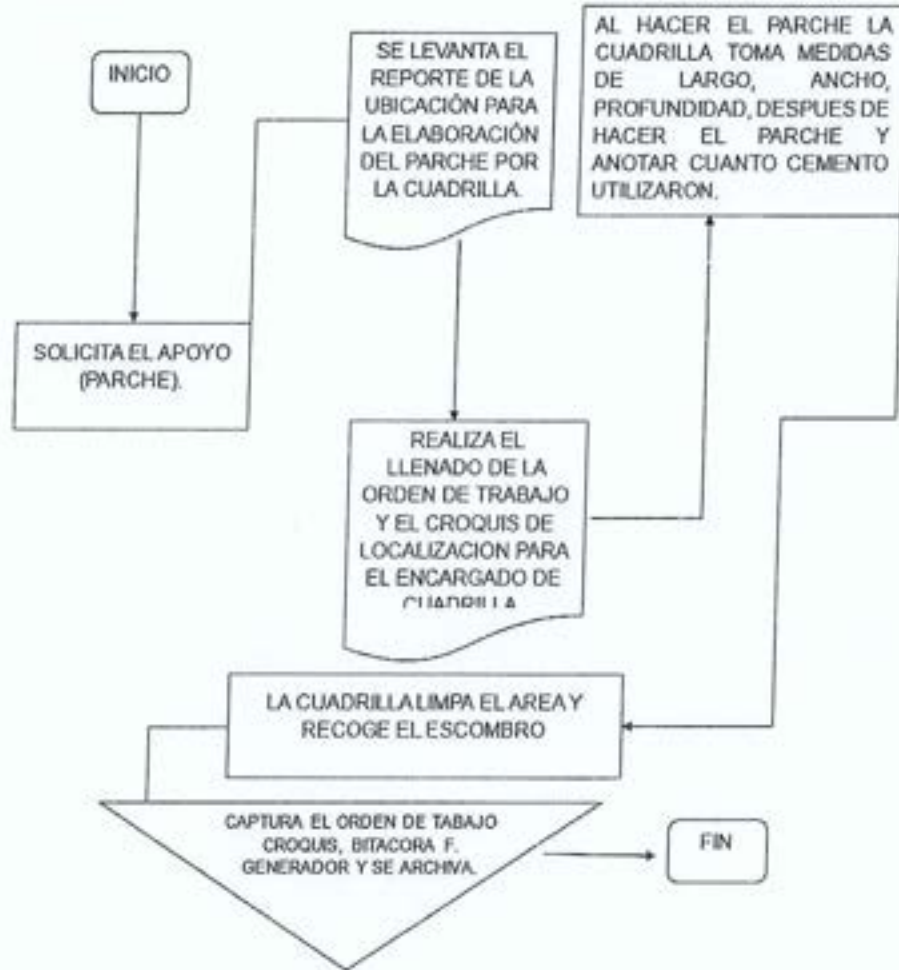 INICIO
SOLICITA EL APOYO
(PARCHE).
SE LEVANTA EL
REPORTE DE LA
UBICACIÓN PARA
LA ELABORACIÓN
DEL PARCHE POR
LA CUADRILLA.
REALIZA EL
LLENADO DE LA
ORDEN DE TRABAJO
Y EL CROQUIS DE
LOCALIZACION PARA
EL ENCARGADO DE
CUADRILLA
AL HACER EL PARCHE LA
CUADRILLA TOMA MEDIDAS
DE LARGO, ANCHO,
PROFUNDIDAD, DESPUES DE
HACER EL PARCHE Y
ANOTAR CUANTO CEMENTO
UTILIZARON.
LA CUADRILLA LIMPA EL AREA Y
RECOGE EL ESCOMBRO
CAPTURA EL ORDEN DE TABAJO
CROQUIS, BITACORA F.
GENERADOR Y SE ARCHIVA.
FIN